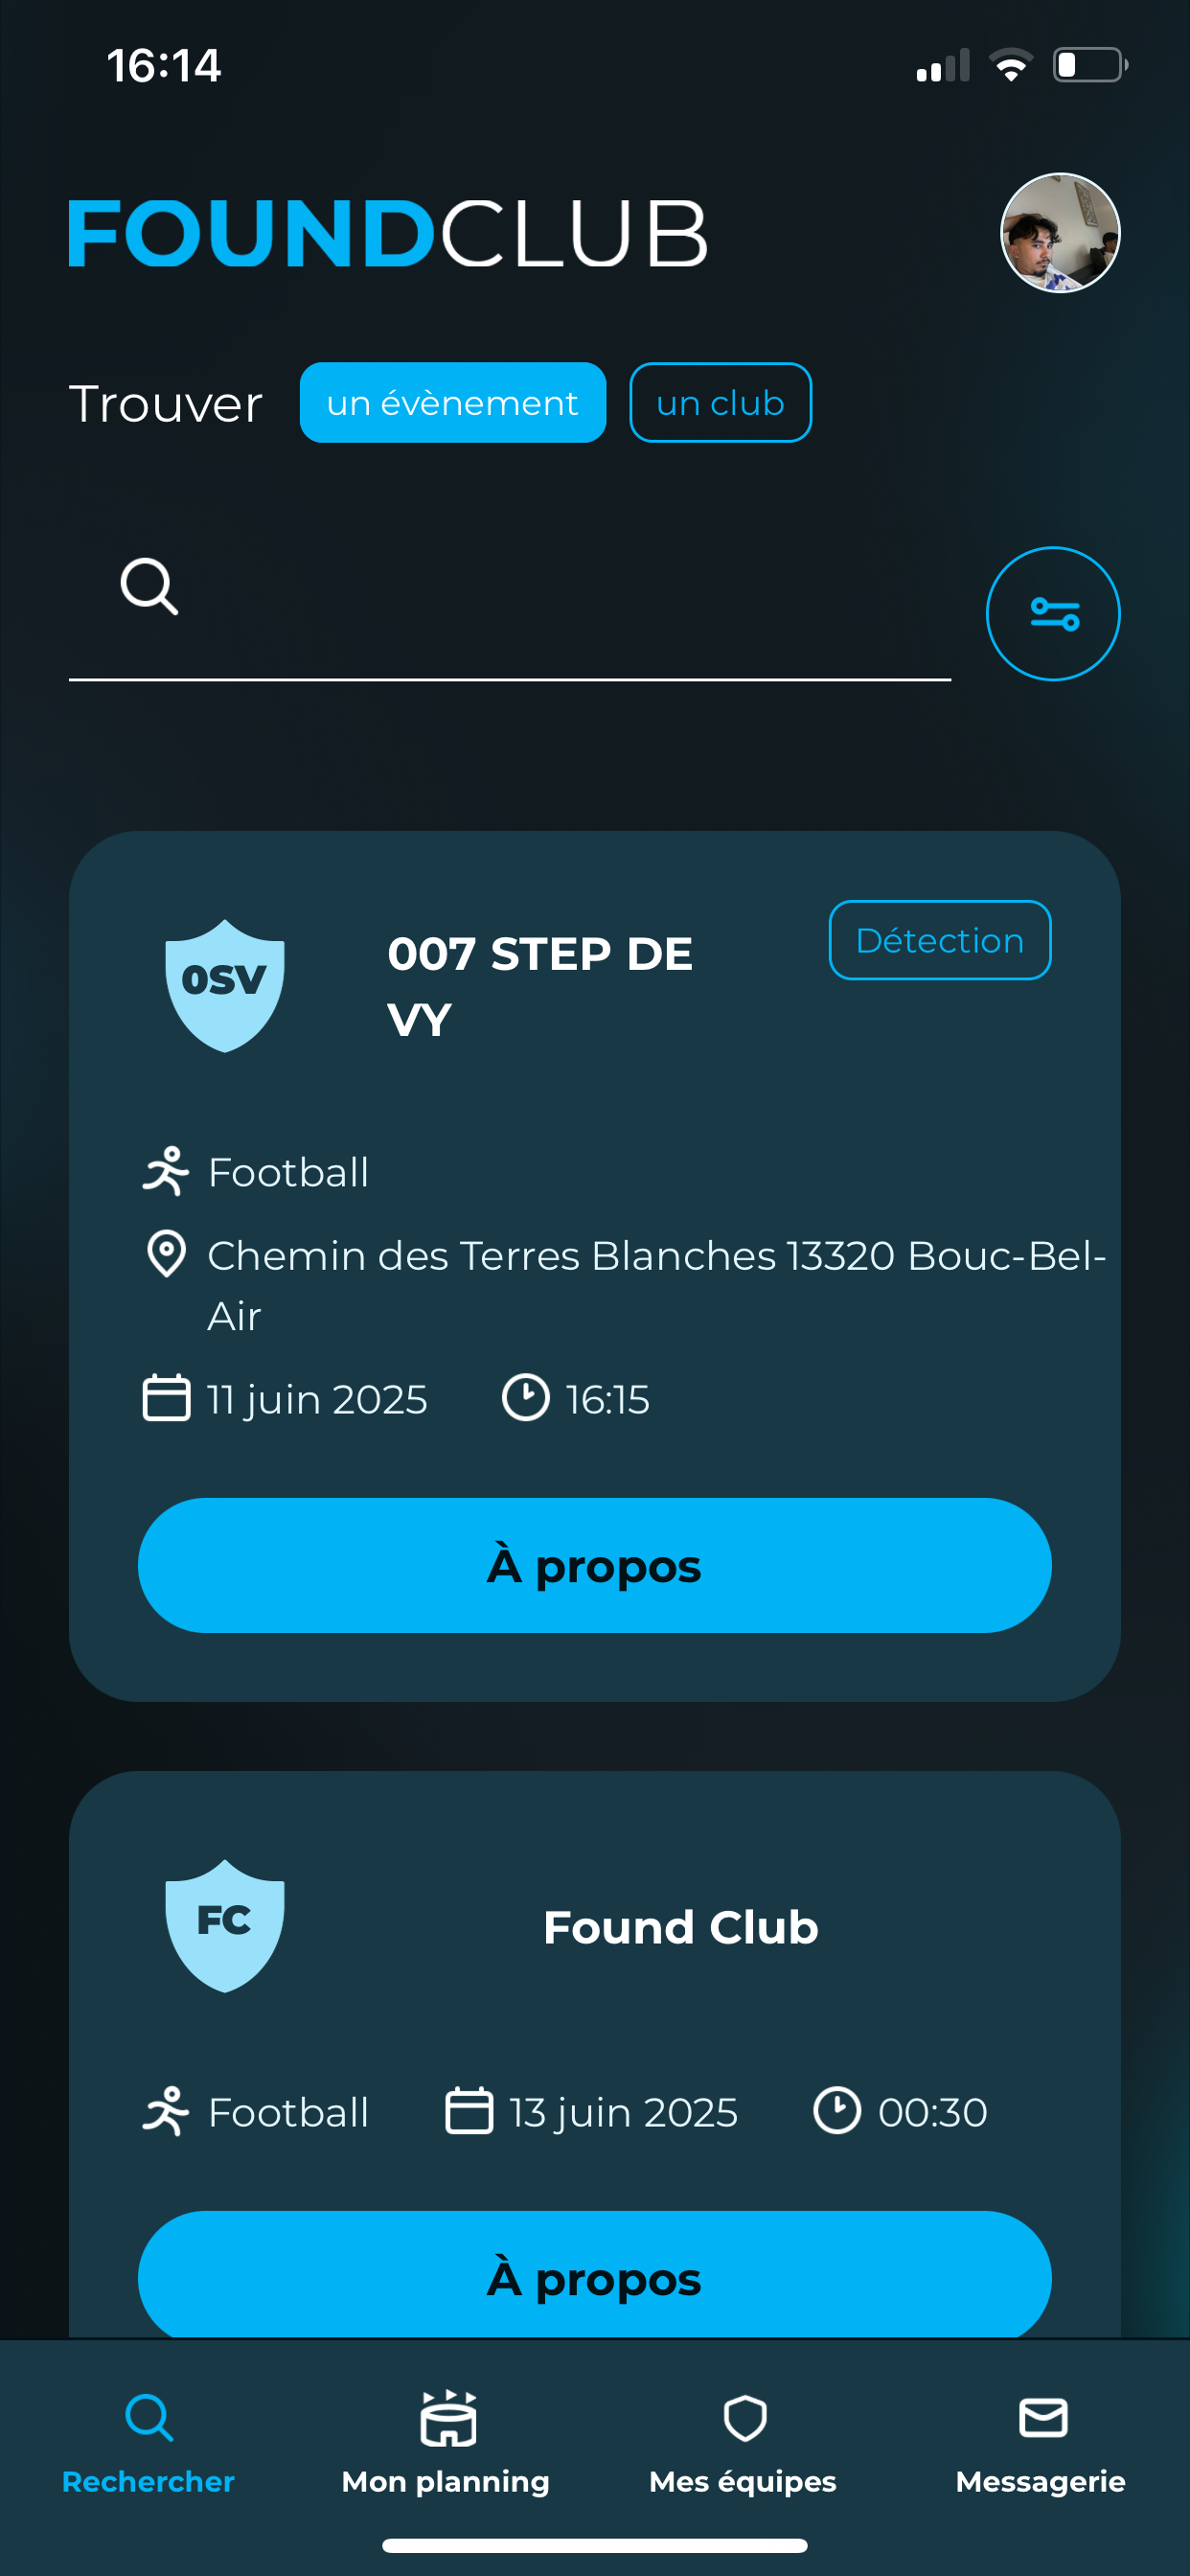 16:14
FOUNDCLUB
Trouver un évènement un club
0SV
007 STEP DE
VY
Détection
Football
Chemin des Terres Blanches 13320 Bouc-Bel-
Air
11 juin 2025 16:15
À propos
FC
Found Club
Football 13 juin 2025 00:30
À propos
Rechercher Mon planning Mes équipes Messagerie